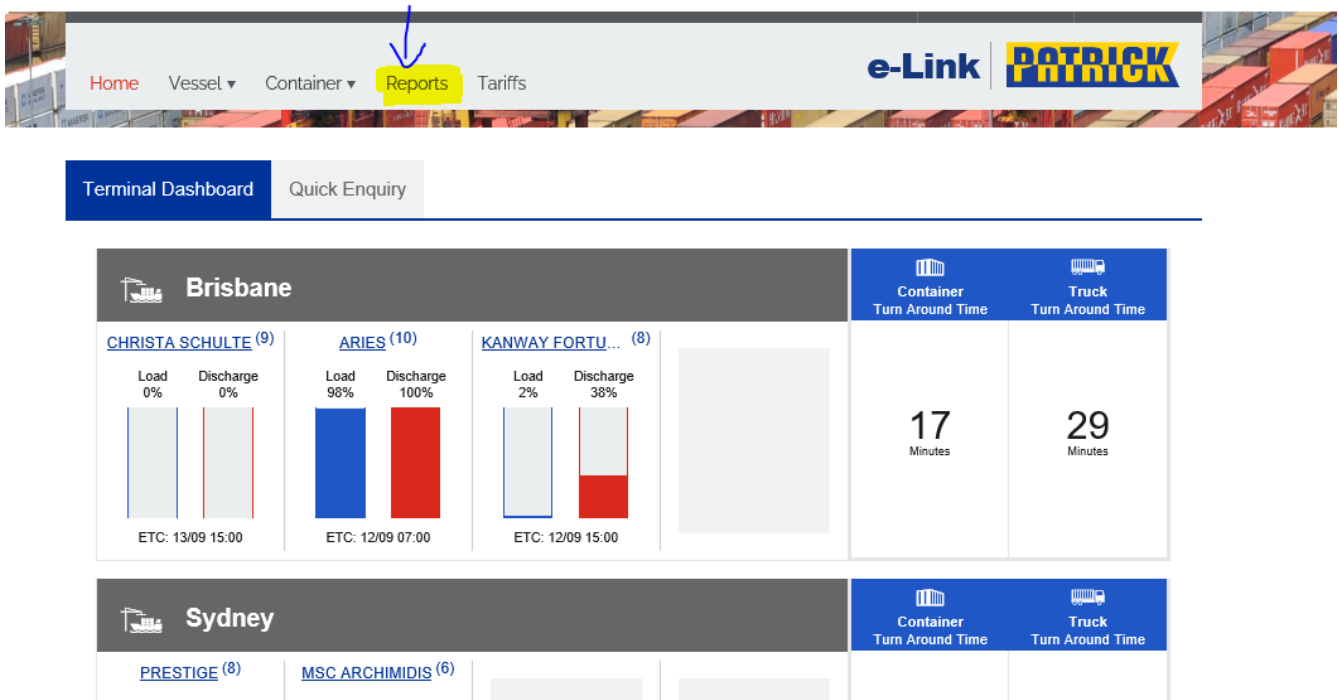 Home Vessel ▾ Container ▾ Reports Tariffs
e-Link PATRICK
Terminal Dashboard Quick Enquiry
Brisbane
Container Truck
Turn Around Time Turn Around Time
CHRISTA SCHULTE (9) ARIES (10) KANWAY FORTU... (8)
Load Discharge Load Discharge Load Discharge
0% 0% 98% 100% 2% 38%
17 29
Minutes Minutes
ETC: 13/09 15:00 ETC: 12/09 07:00 ETC: 12/09 15:00
Sydney
Container Truck
Turn Around Time Turn Around Time
PRESTIGE (8) MSC ARCHIMIDIS (6)